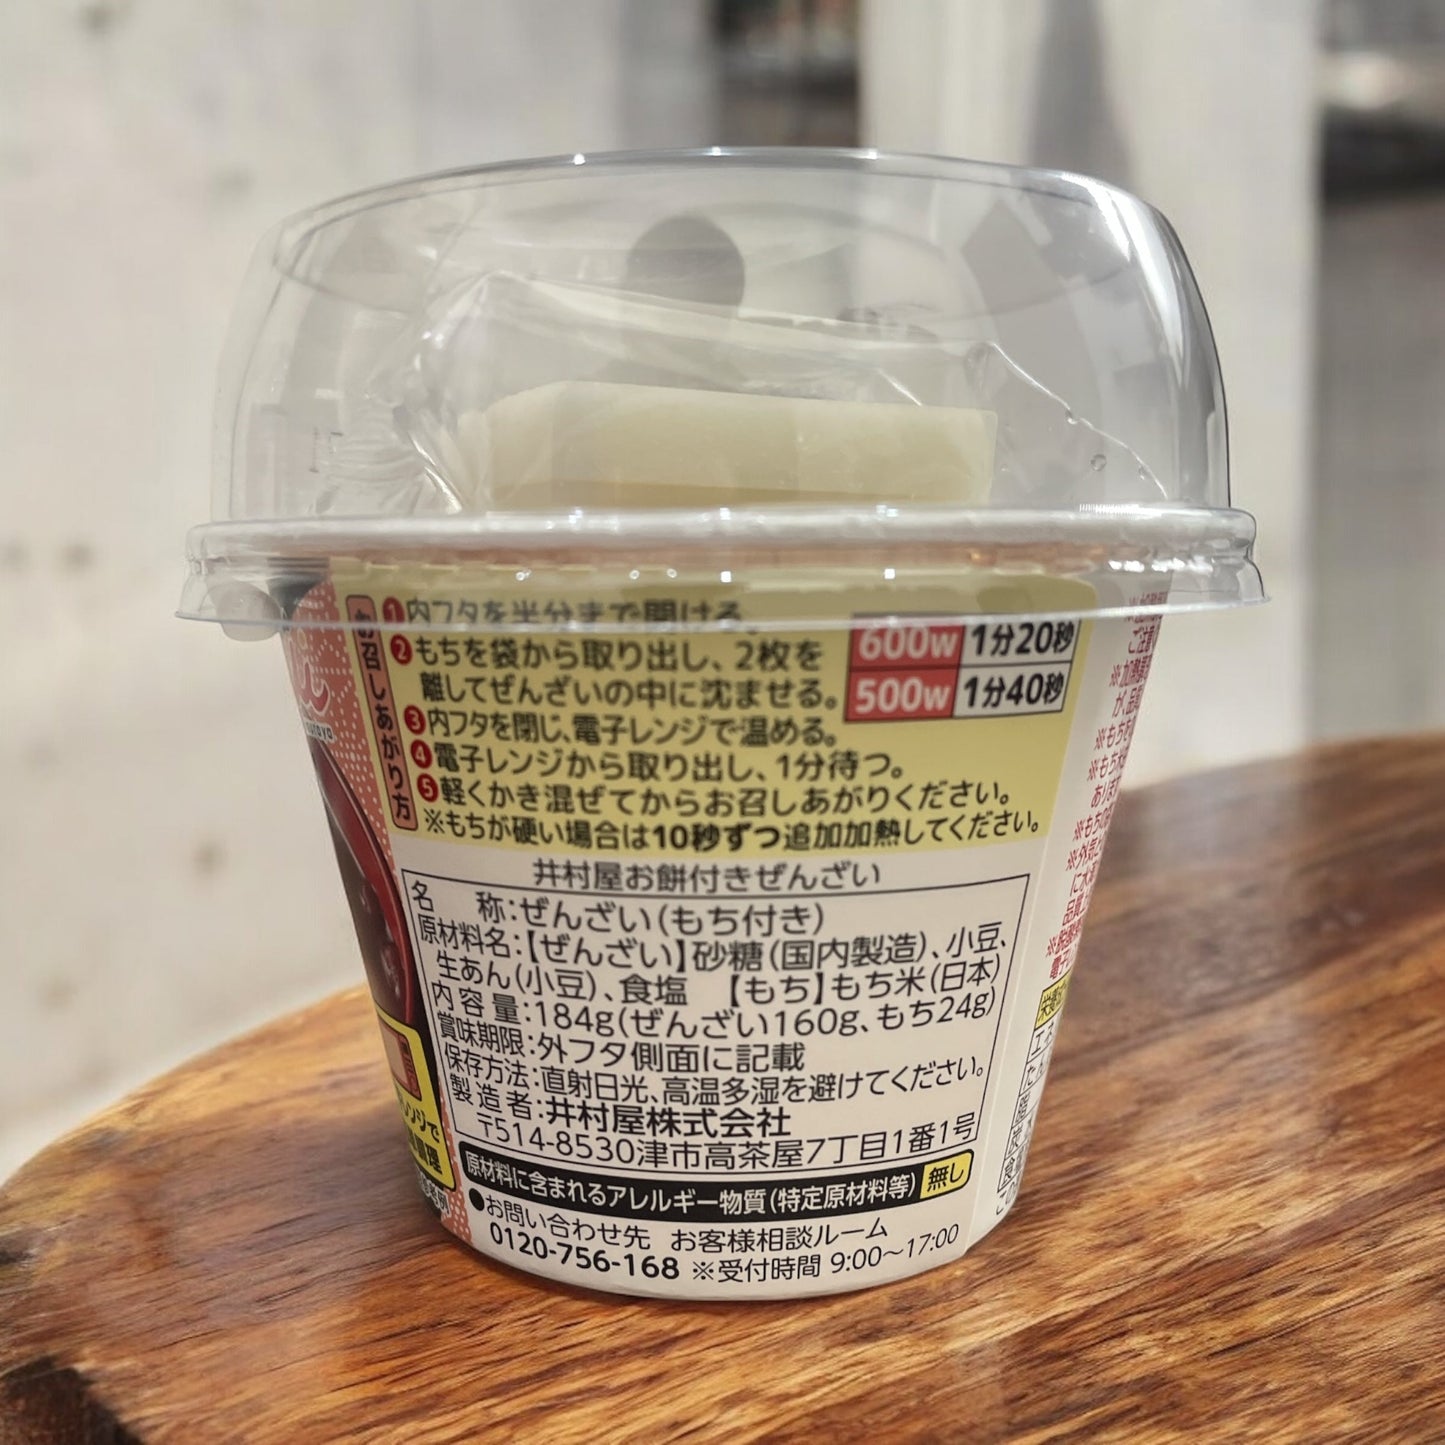 お召しあがり方
1 内フタを半分まで開ける。
2 もちを袋から取り出し、2枚を
離してぜんざいの中に沈ませる。
600w 1分20秒
500w 1分40秒
3 内フタを閉じ、電子レンジで温める。
4 電子レンジから取り出し、1分待つ。
5 軽くかき混ぜてからお召しあがりください。
※もちが硬い場合は10秒ずつ追加加熱してください。
井村屋お餅付きぜんざい
名 称:ぜんざい(もち付き)
原材料名:【ぜんざい】砂糖(国内製造)、小豆、
生あん(小豆)、食塩 【もち】もち米(日本)
内容量:184g(ぜんざい160g、もち24g)
賞味期限:外フタ側面に記載
保存方法:直射日光、高温多湿を避けてください。
製造者:井村屋株式会社
〒514-8530津市高茶屋7丁目1番1号
原材料に含まれるアレルギー物質(特定原材料等) 無し
●お問い合わせ先 お客様相談ルーム
0120-756-168 ※受付時間 9:00〜17:00